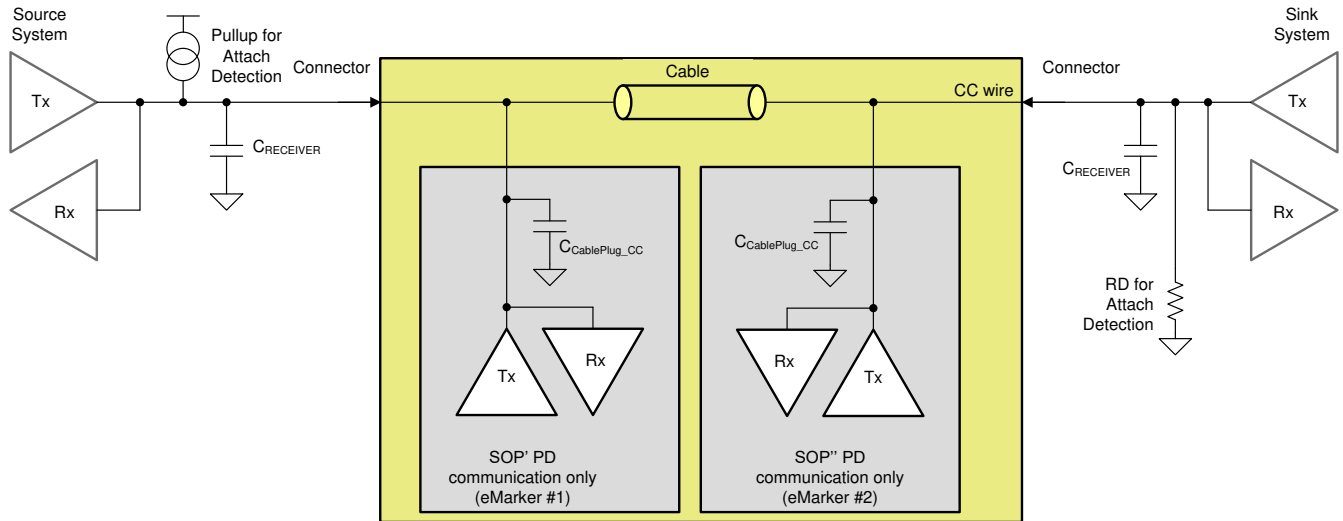 Source
System
Pullup for
Attach
Detection
Sink
System
Connector
Cable
Connector
CC wire
Tx
Tx
CRECEIVER
CRECEIVER
Rx
Rx
CCablePlug_CC
CCablePlug_CC
RD for
Attach
Detection
Tx
Rx
Rx
Tx
SOP' PD
communication only
(eMarker #1)
SOP'' PD
communication only
(eMarker #2)